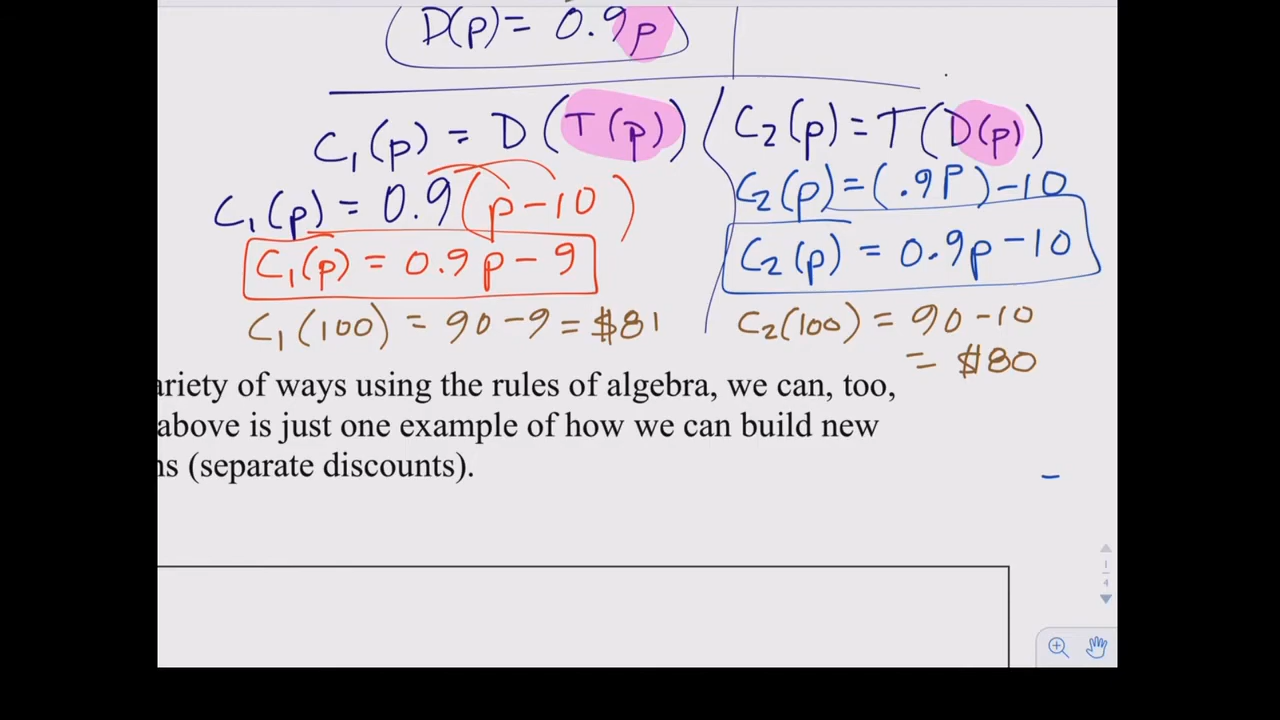 D(p) = 0.9p
C₁(p) = D(T(p))
C₁(p) = 0.9(p-10)
C₁(p) = 0.9p - 9
C₁(100) = 90-9 = $81
C₂(p) = T(D(p))
C₂(p) = (.9P)-10
C₂(p) = 0.9p - 10
C₂(100) = 90-10
= $80
ariety of ways using the rules of algebra, we can, too,
above is just one example of how we can build new
ns (separate discounts).
1
4